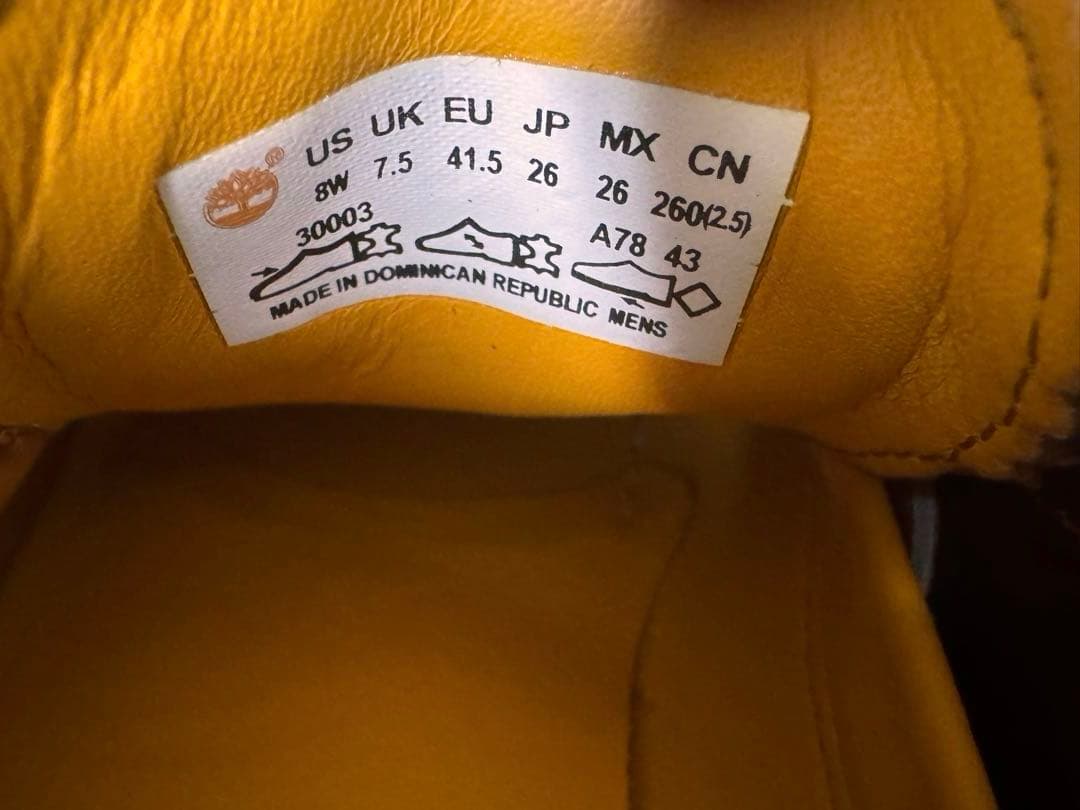 ®
US UK EU JP MX CN
8W 7.5 41.5 26 26 260(2.5)
30003 A78 43
MADE IN DOMINICAN REPUBLIC MENS